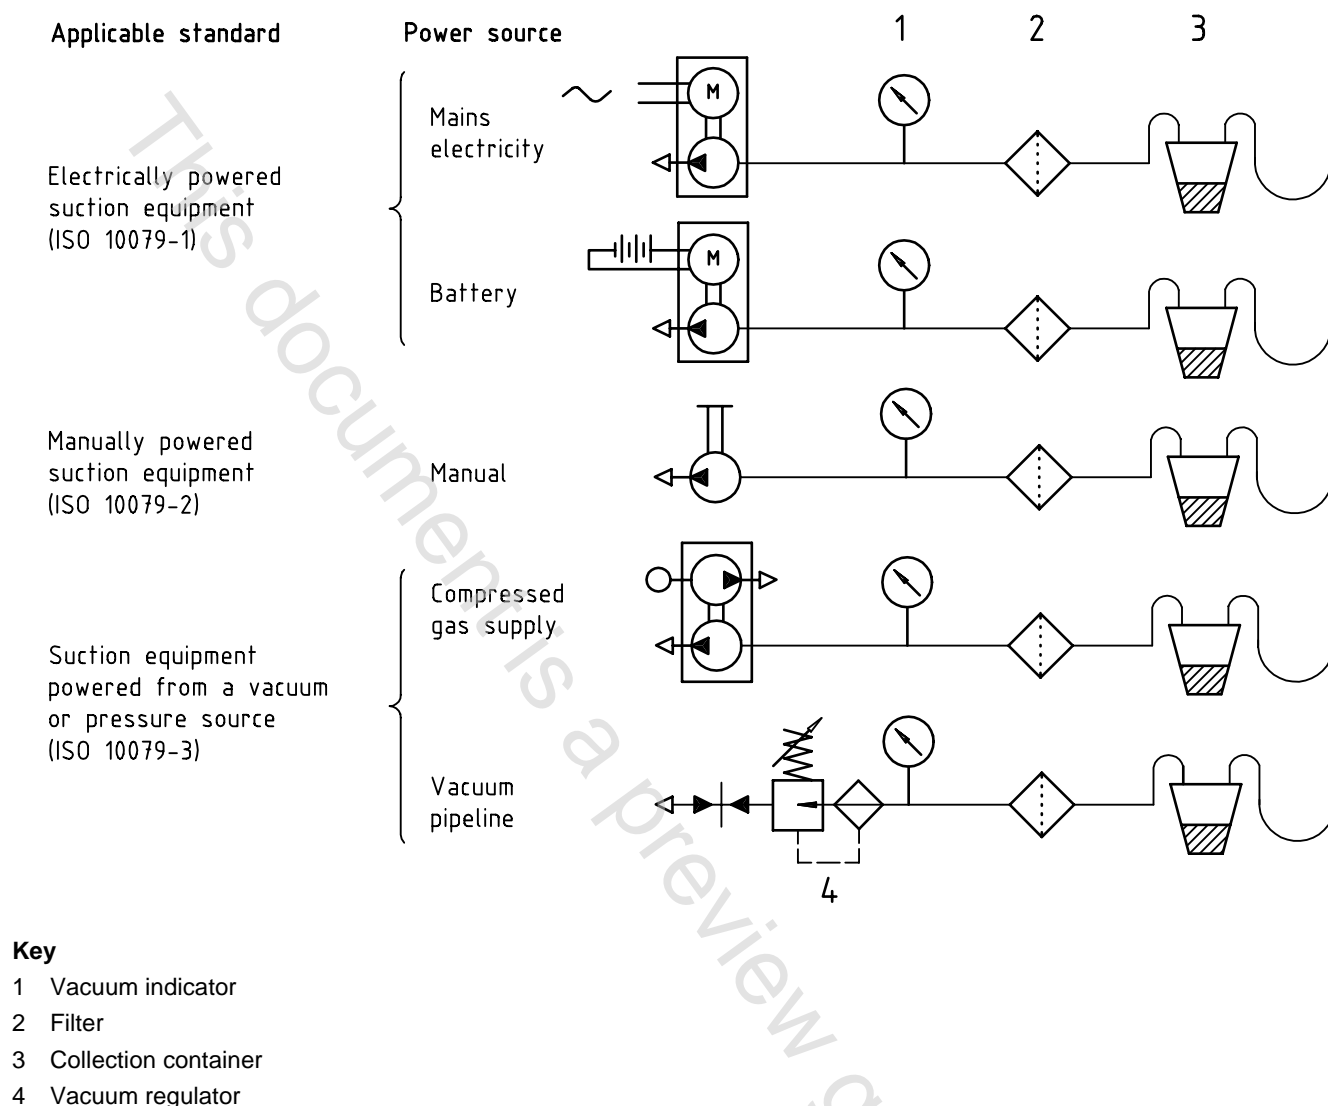 Applicable standard Power source 1 2 3
Mains
electricity
M
Electrically powered
suction equipment
(ISO 10079-1)
Battery
M
Manually powered
suction equipment
(ISO 10079-2)
Manual
Compressed
gas supply
Suction equipment
powered from a vacuum
or pressure source
(ISO 10079-3)
Vacuum
pipeline
4
Key
1 Vacuum indicator
2 Filter
3 Collection container
4 Vacuum regulator
This document is a preview g